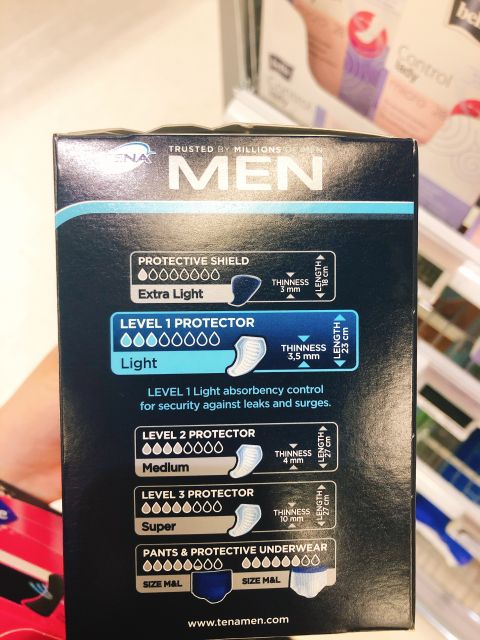 TENA
TRUSTED BY MILLIONS OF MEN
MEN
PROTECTIVE SHIELD
Extra Light
THINNESS
3 mm
LENGTH
18 cm
LEVEL 1 PROTECTOR
Light
THINNESS
3,5 mm
LENGTH
23 cm
LEVEL 1 Light absorbency control
for security against leaks and surges.
LEVEL 2 PROTECTOR
Medium
THINNESS
4 mm
LENGTH
27 cm
LEVEL 3 PROTECTOR
Super
THINNESS
10 mm
LENGTH
27 cm
PANTS & PROTECTIVE UNDERWEAR
SIZE M&L
SIZE M&L
www.tenamen.com
Control
lady